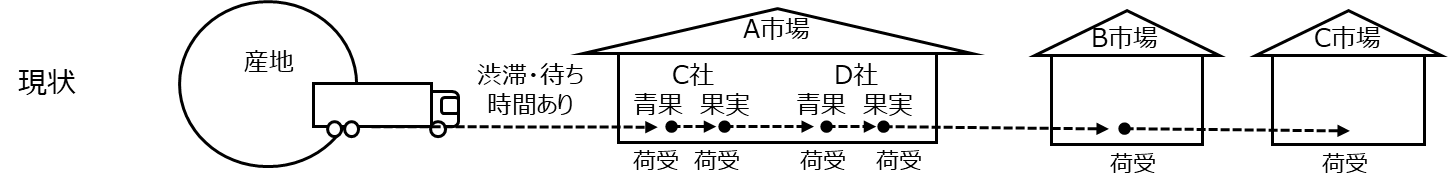 現状
産地
渋滞・待ち
時間あり
A市場
C社
D社
青果 果実 青果 果実
荷受 荷受 荷受 荷受
B市場
荷受
C市場
荷受